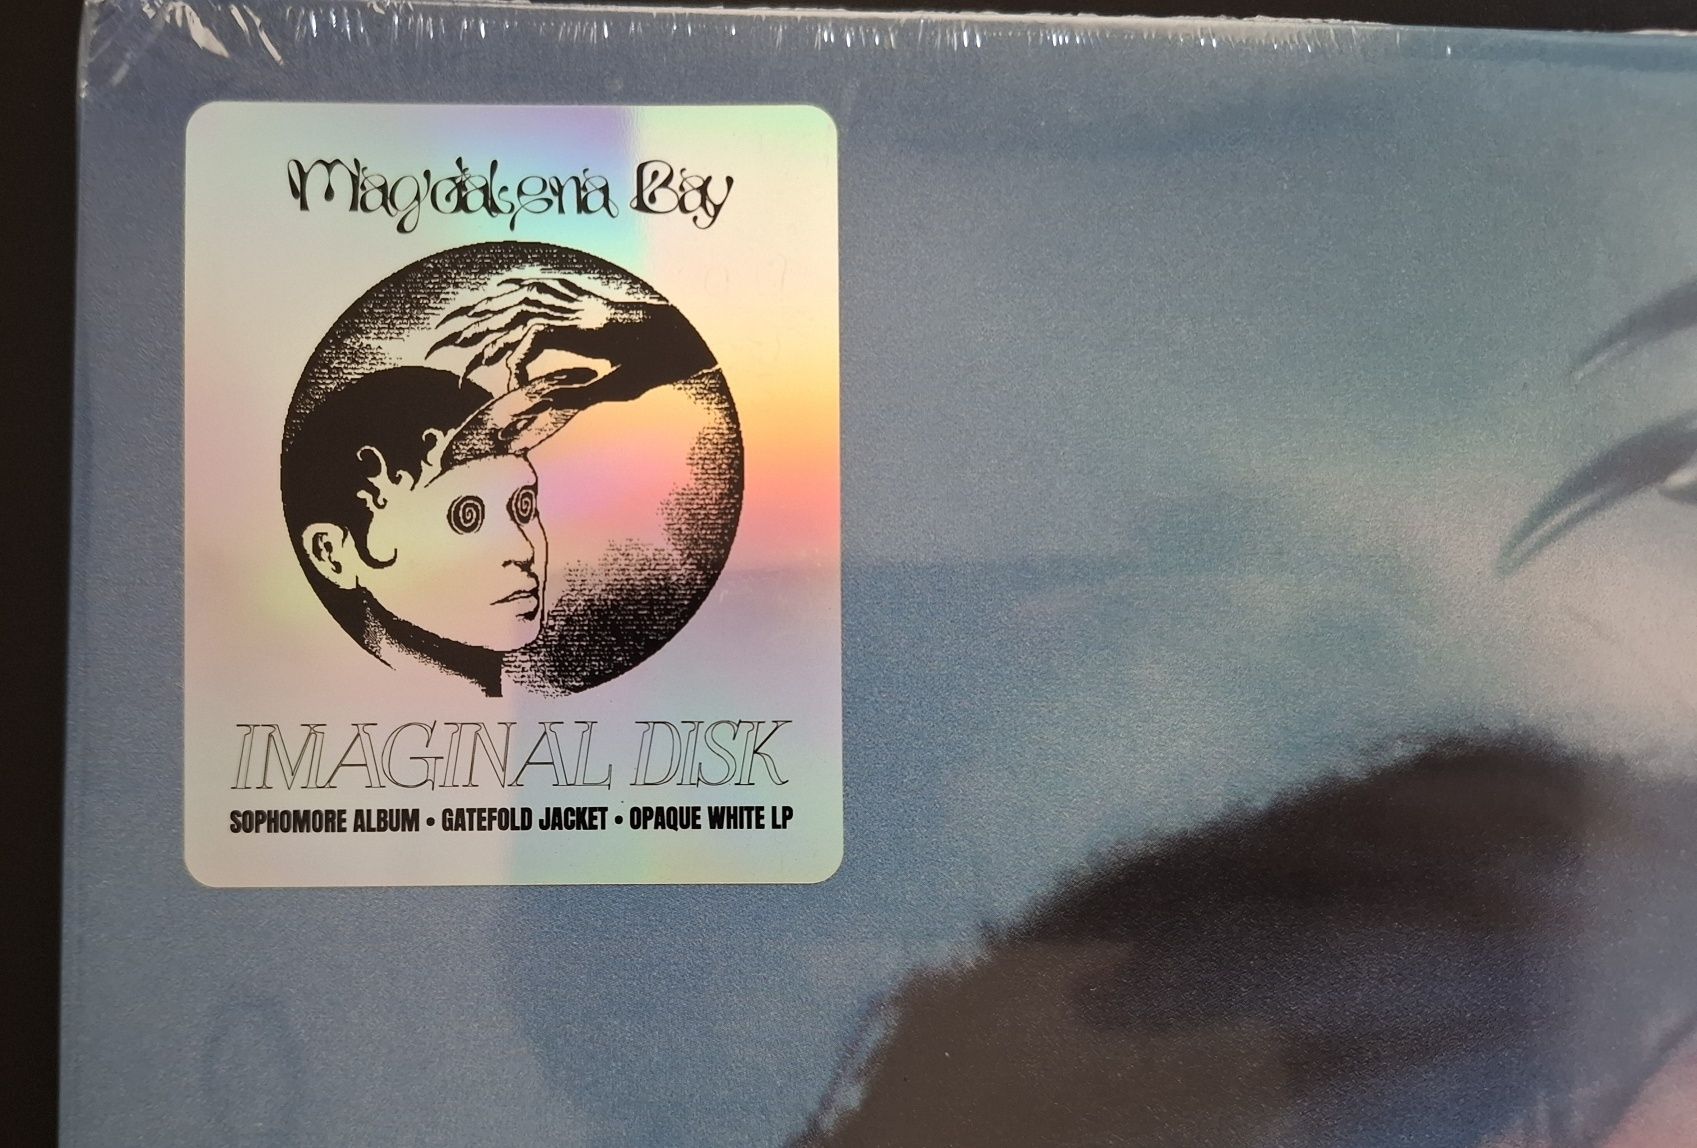 Magdalena Bay
IMAGINAL DISK
SOPHOMORE ALBUM • GATEFOLD JACKET • OPAQUE WHITE LP